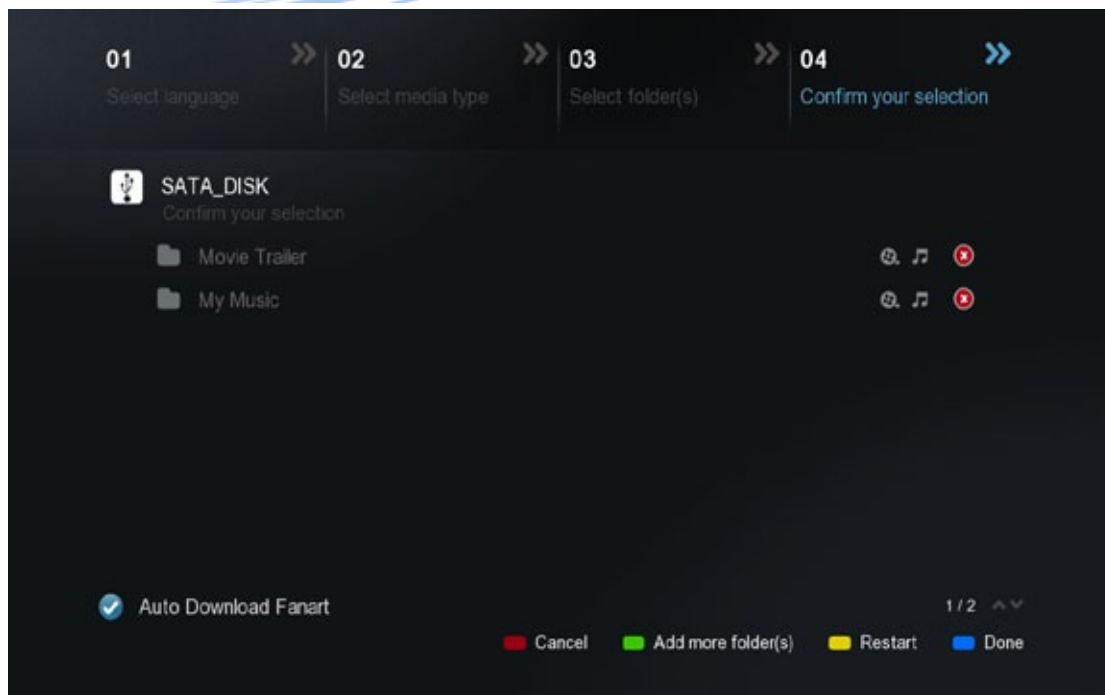 01
Select language
02
Select media type
03
Select folder(s)
04
Confirm your selection
SATA_DISK
Confirm your selection
Movie Trailer
My Music
Auto Download Fanart
1/2
Cancel
Add more folder(s)
Restart
Done